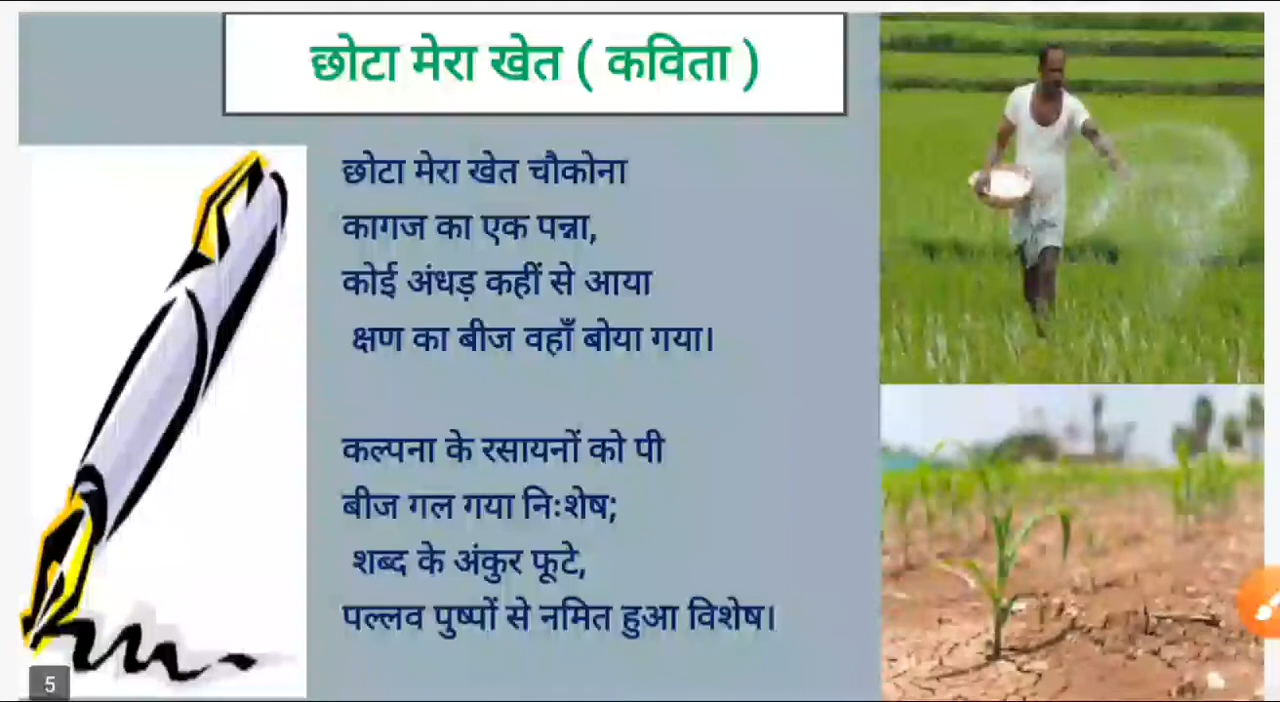 छोटा मेरा खेत ( कविता )
छोटा मेरा खेत चौकोना
कागज का एक पन्ना,
कोई अंधड़ कहीं से आया
क्षण का बीज वहाँ बोया गया।
कल्पना के रसायनों को पी
बीज गल गया निःशेष;
शब्द के अंकुर फूटे,
पल्लव पुष्पों से नमित हुआ विशेष।
5